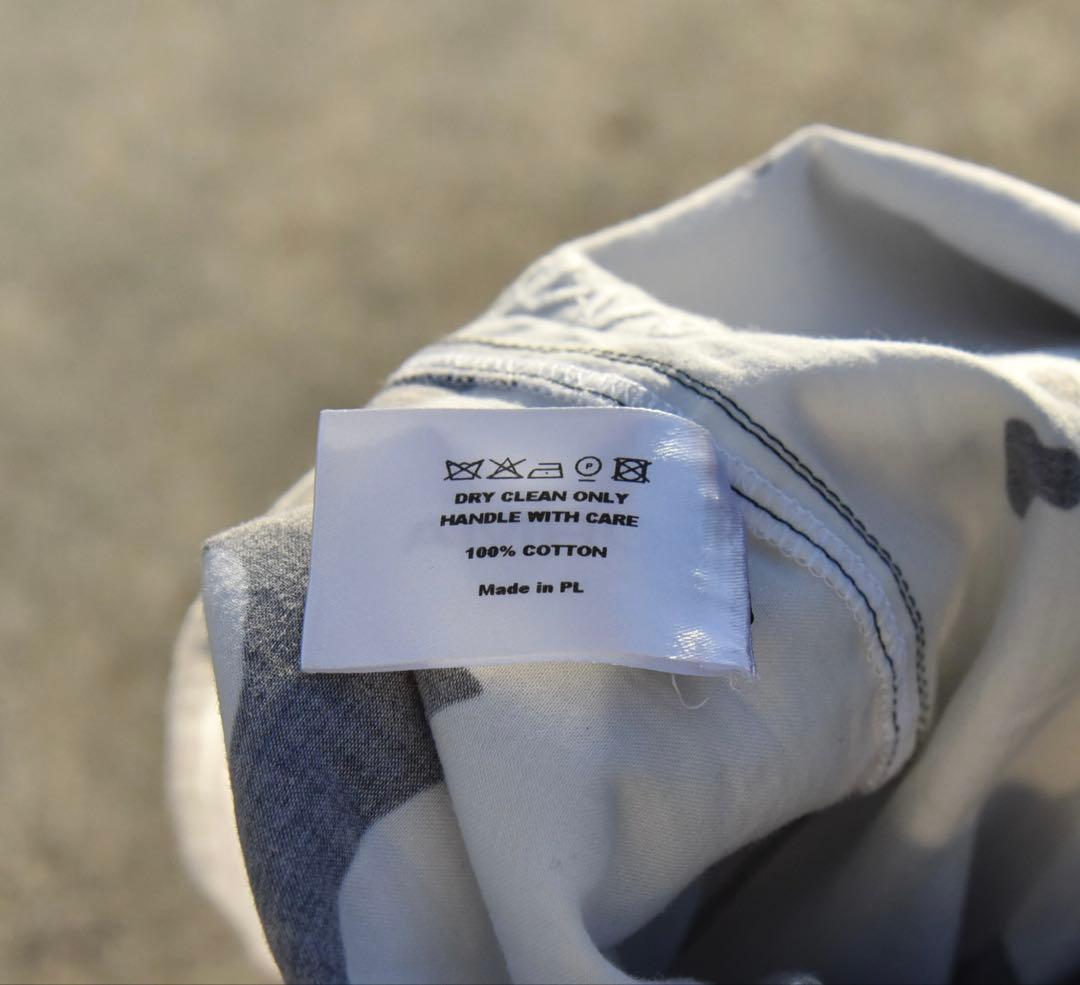 P
DRY CLEAN ONLY
HANDLE WITH CARE
100% COTTON
Made in PL